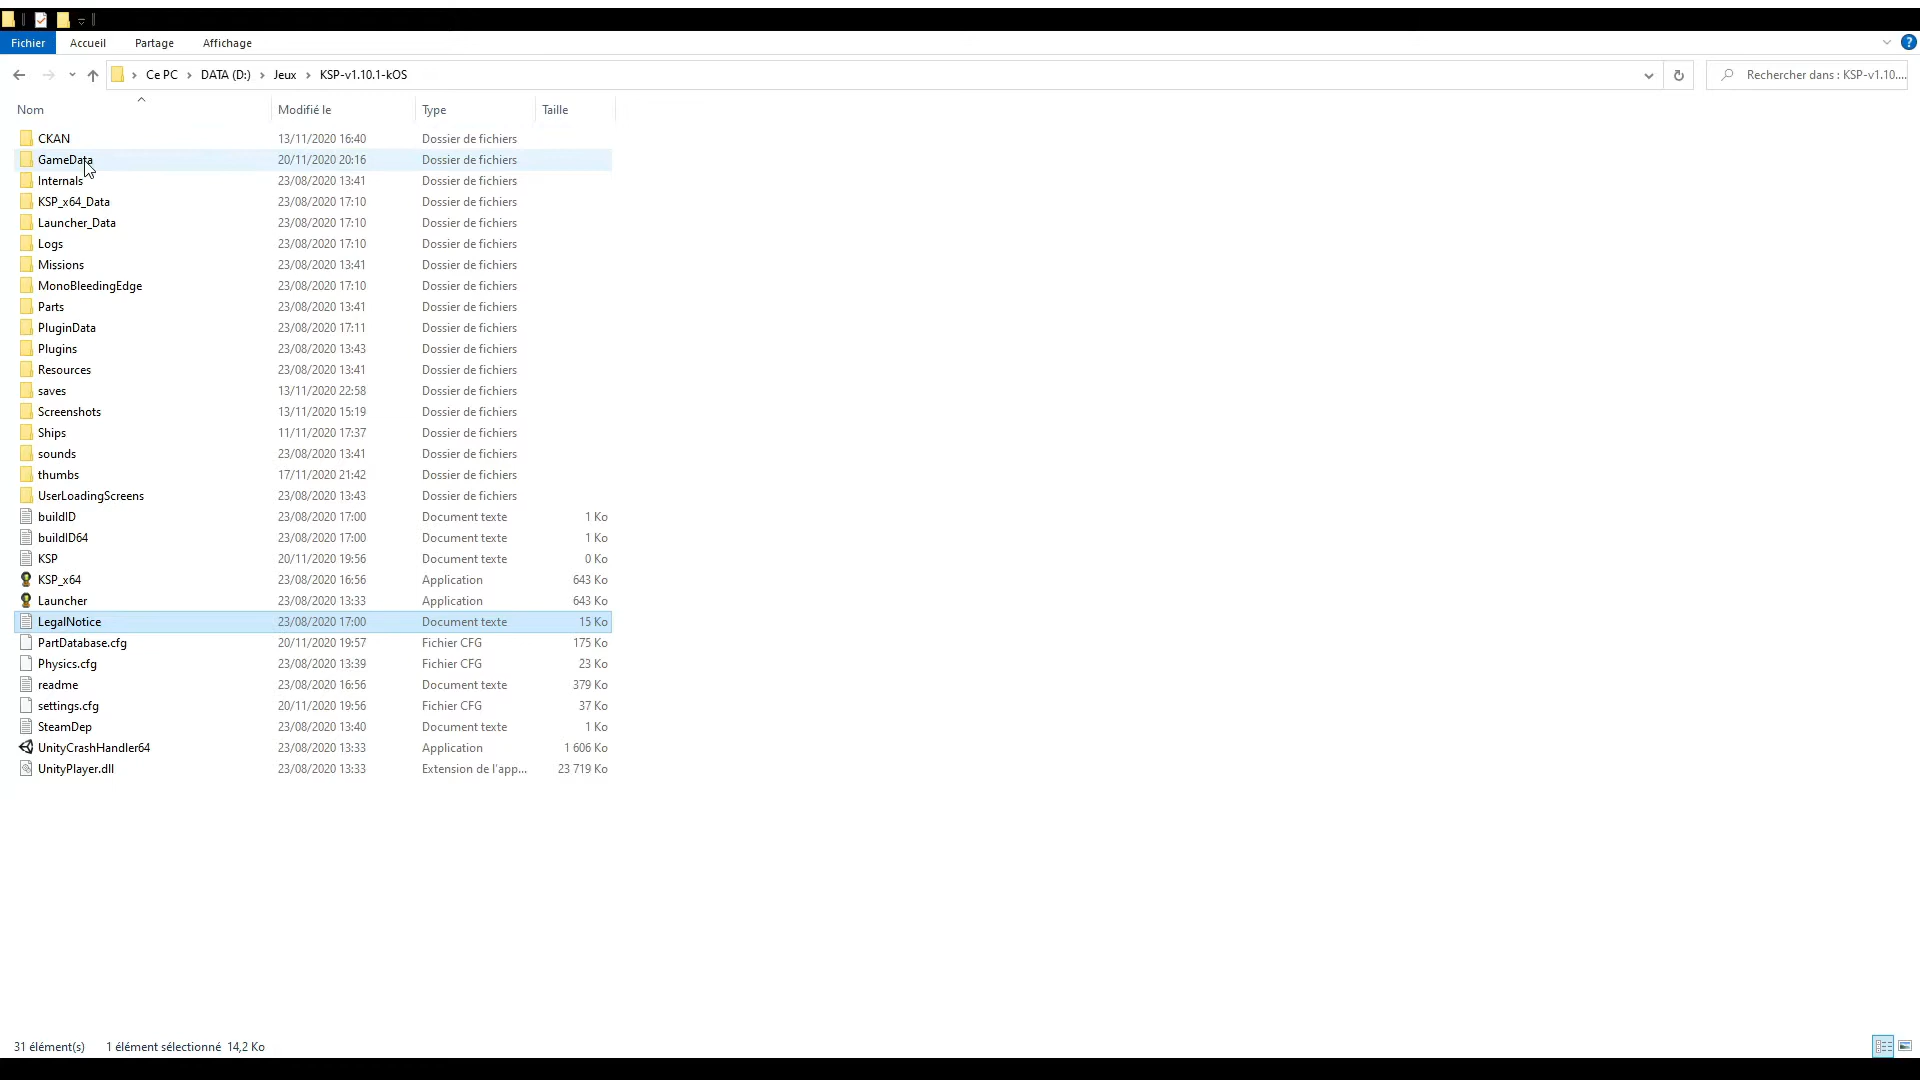 Fichier Accueil Partage Affichage
Ce PC DATA (D:) Jeux KSP-v1.10.1-kOS Rechercher dans : KSP-v1.10....
Nom Modifié le Type Taille
CKAN 13/11/2020 16:40 Dossier de fichiers
GameData 20/11/2020 20:16 Dossier de fichiers
Internals 23/08/2020 13:41 Dossier de fichiers
KSP_x64_Data 23/08/2020 17:10 Dossier de fichiers
Launcher_Data 23/08/2020 17:10 Dossier de fichiers
Logs 23/08/2020 17:10 Dossier de fichiers
Missions 23/08/2020 13:41 Dossier de fichiers
MonoBleedingEdge 23/08/2020 17:10 Dossier de fichiers
Parts 23/08/2020 13:41 Dossier de fichiers
PluginData 23/08/2020 17:11 Dossier de fichiers
Plugins 23/08/2020 13:43 Dossier de fichiers
Resources 23/08/2020 13:41 Dossier de fichiers
saves 13/11/2020 22:58 Dossier de fichiers
Screenshots 13/11/2020 15:19 Dossier de fichiers
Ships 11/11/2020 17:37 Dossier de fichiers
sounds 23/08/2020 13:41 Dossier de fichiers
thumbs 17/11/2020 21:42 Dossier de fichiers
UserLoadingScreens 23/08/2020 13:43 Dossier de fichiers
buildID 23/08/2020 17:00 Document texte 1 Ko
buildID64 23/08/2020 17:00 Document texte 1 Ko
KSP 20/11/2020 19:56 Document texte 0 Ko
KSP_x64 23/08/2020 16:56 Application 643 Ko
Launcher 23/08/2020 13:33 Application 643 Ko
LegalNotice 23/08/2020 17:00 Document texte 15 Ko
PartDatabase.cfg 20/11/2020 19:57 Fichier CFG 175 Ko
Physics.cfg 23/08/2020 13:39 Fichier CFG 23 Ko
readme 23/08/2020 16:56 Document texte 379 Ko
settings.cfg 20/11/2020 19:56 Fichier CFG 37 Ko
SteamDep 23/08/2020 13:40 Document texte 1 Ko
UnityCrashHandler64 23/08/2020 13:33 Application 1 606 Ko
UnityPlayer.dll 23/08/2020 13:33 Extension de l'app... 23 719 Ko
31 élément(s) 1 élément sélectionné 14,2 Ko